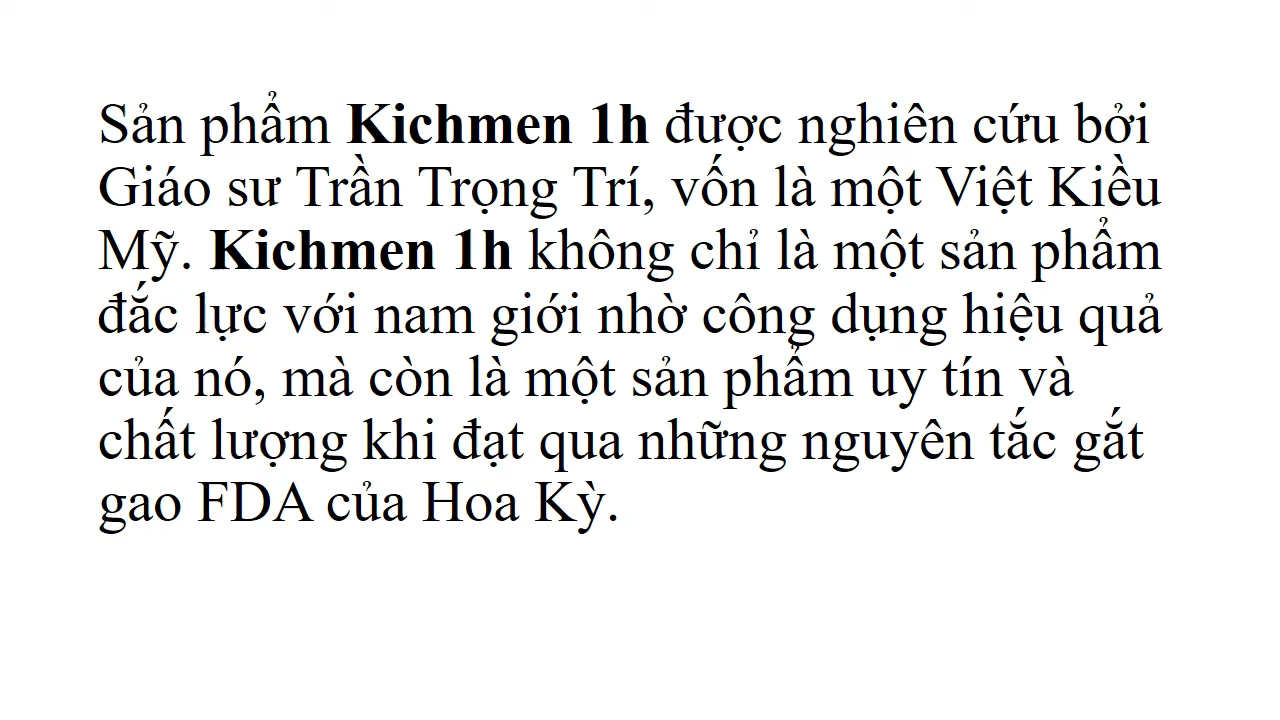 Sản phẩm Kichmen 1h được nghiên cứu bởi
Giáo sư Trần Trọng Trí, vốn là một Việt Kiều
Mỹ. Kichmen 1h không chỉ là một sản phẩm
đắc lực với nam giới nhờ công dụng hiệu quả
của nó, mà còn là một sản phẩm uy tín và
chất lượng khi đạt qua những nguyên tắc gắt
gao FDA của Hoa Kỳ.